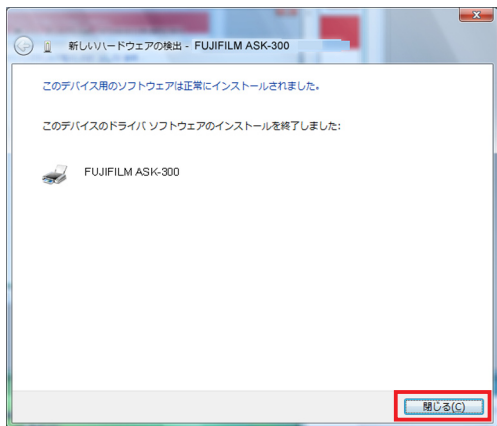 新しいハードウェアの検出 - FUJIFILM ASK-300
このデバイス用のソフトウェアは正常にインストールされました。
このデバイスのドライバ ソフトウェアのインストールを終了しました:
FUJIFILM ASK-300
閉じる(C)